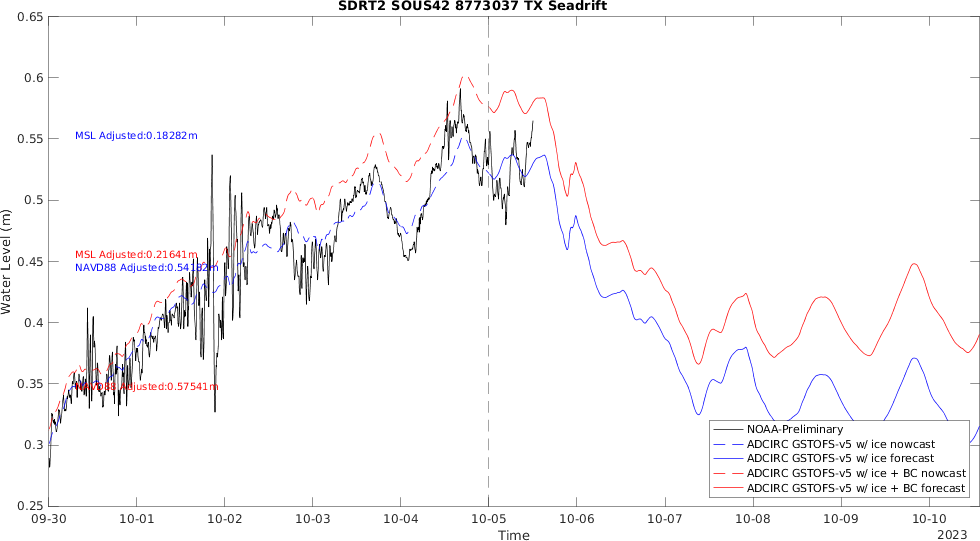 SDRT2 SOUS42 8773037 TX Seadrift
0.65
0.6
0.55
0.5
0.45
0.4
0.35
0.3
0.25
Water Level (m)
MSL Adjusted:0.18282m
MSL Adjusted:0.21641m
NAVD88 Adjusted:0.54182m
NAVD88 Adjusted:0.57541m
NOAA-Preliminary
ADCIRC GSTOFS-v5 w/ ice nowcast
ADCIRC GSTOFS-v5 w/ ice forecast
ADCIRC GSTOFS-v5 w/ ice + BC nowcast
ADCIRC GSTOFS-v5 w/ ice + BC forecast
09-30 10-01 10-02 10-03 10-04 10-05 10-06 10-07 10-08 10-09 10-10
Time
2023